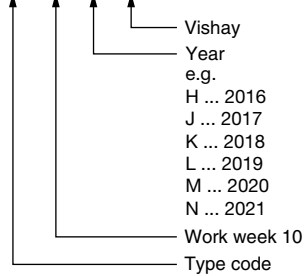 Vishay
Year
e.g.
H ... 2016
J ... 2017
K ... 2018
L ... 2019
M ... 2020
N ... 2021
Work week 10
Type code